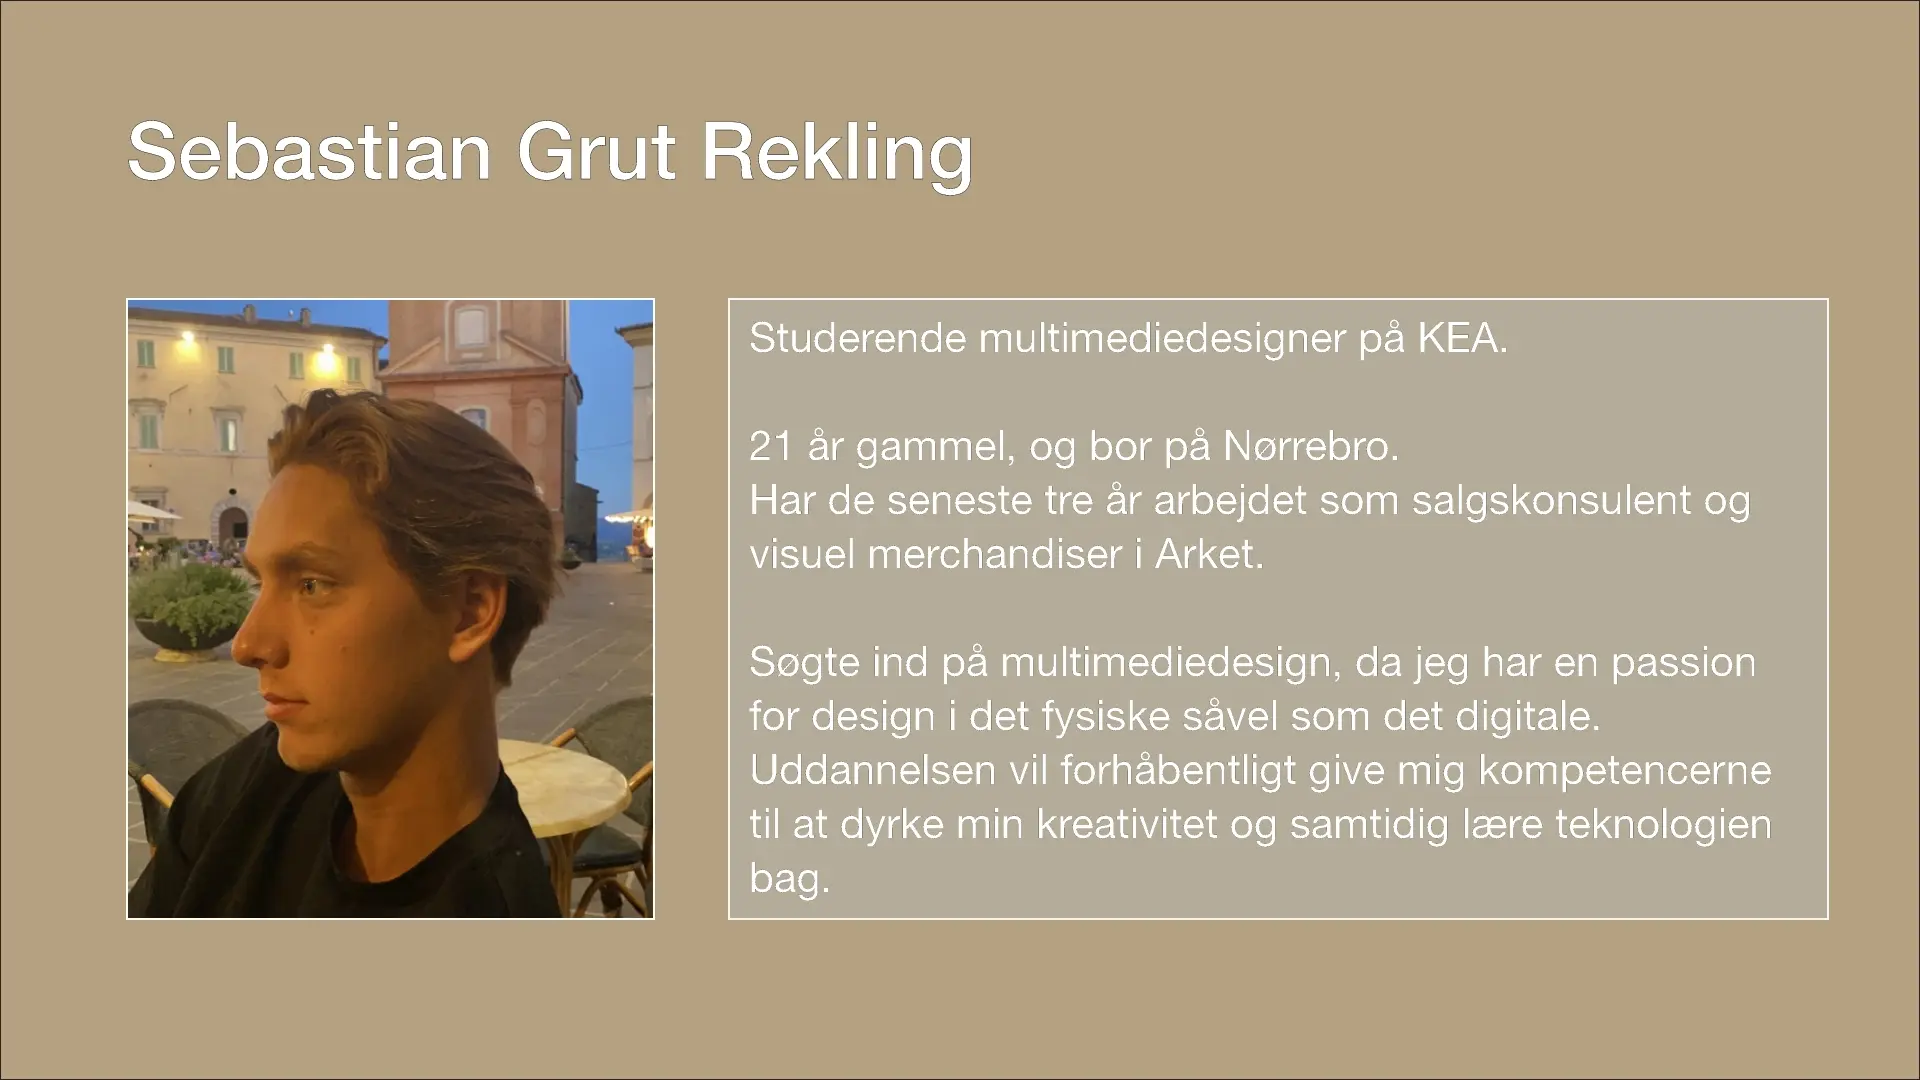 Sebastian Grut Rekling
Studerende multimediedesigner på KEA.
21 år gammel, og bor på Nørrebro.
Har de seneste tre år arbejdet som salgskonsulent og
visuel merchandiser i Arket.
Søgte ind på multimediedesign, da jeg har en passion
for design i det fysiske såvel som det digitale.
Uddannelsen vil forhåbentligt give mig kompetencerne
til at dyrke min kreativitet og samtidig lære teknologien
bag.